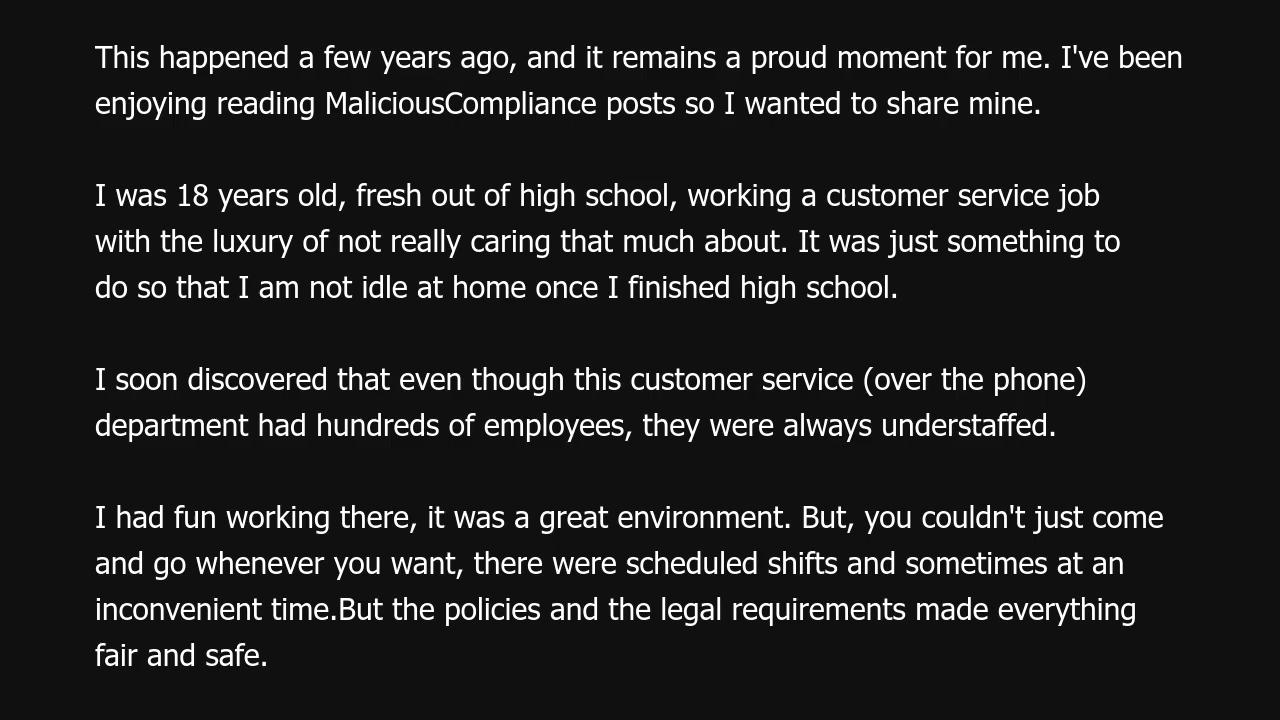 This happened a few years ago, and it remains a proud moment for me. I've been
enjoying reading MaliciousCompliance posts so I wanted to share mine.
I was 18 years old, fresh out of high school, working a customer service job
with the luxury of not really caring that much about. It was just something to
do so that I am not idle at home once I finished high school.
I soon discovered that even though this customer service (over the phone)
department had hundreds of employees, they were always understaffed.
I had fun working there, it was a great environment. But, you couldn't just come
and go whenever you want, there were scheduled shifts and sometimes at an
inconvenient time.But the policies and the legal requirements made everything
fair and safe.